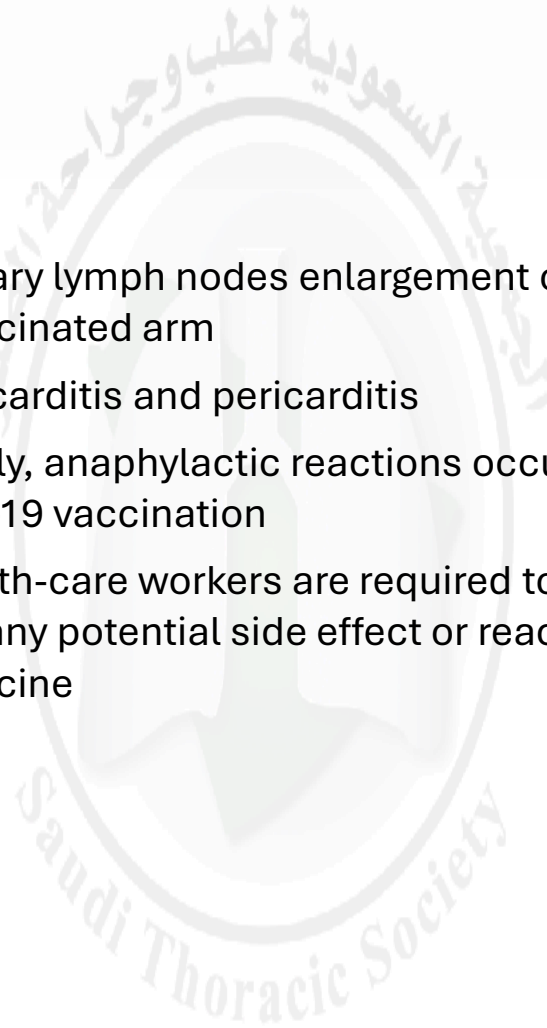 السعودية لطب وجراحة
ary lymph nodes enlargement
cinated arm
carditis and pericarditis
ly, anaphylactic reactions occu
19 vaccination
th-care workers are required to
any potential side effect or reac
cine
Saudi Thoracic Society